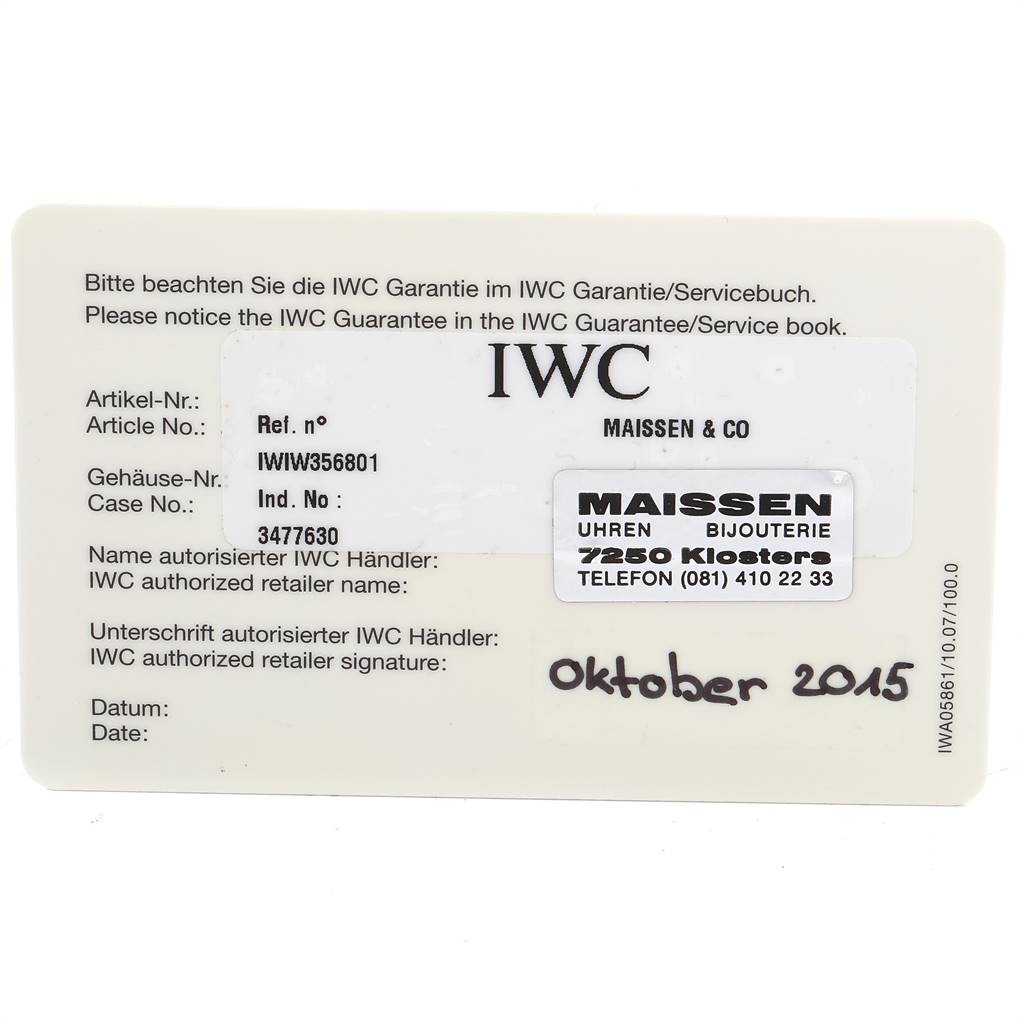 Bitte beachten Sie die IWC Garantie im IWC Garantie/Servicebuch.
Please notice the IWC Guarantee in the IWC Guarantee/Service book.
IWC
Artikel-Nr.:
Article No.:
Ref. nº
MAISSEN & CO
IWIW356801
Gehäuse-Nr.
Case No.:
Ind. No :
3477630
MAISSEN
UHREN BIJOUTERIE
7250 Klosters
TELEFON (081) 410 22 33
Name autorisierter IWC Händler:
IWC authorized retailer name:
Unterschrift autorisierter IWC Händler:
IWC authorized retailer signature:
Oktober 2015
Datum:
Date:
IWA05861/10.07/100.0